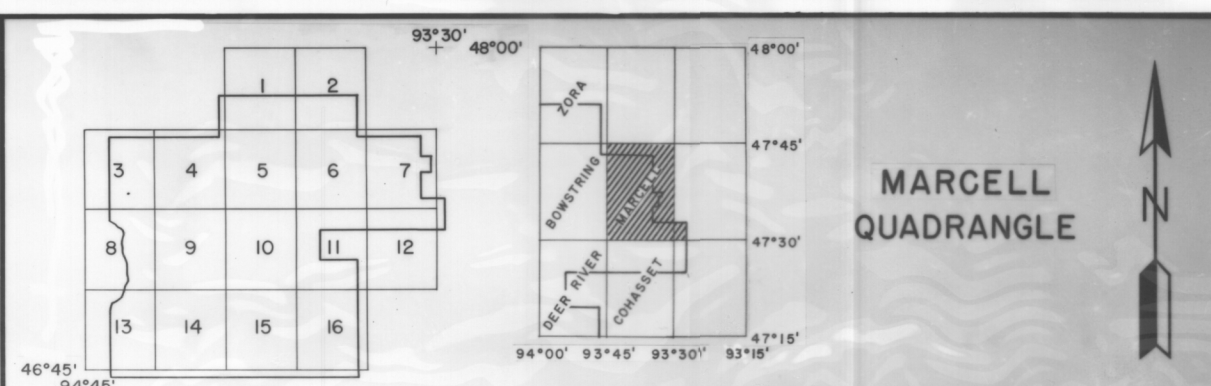 93°30'
48°00'
1 2
3 4 5 6 7
8 9 10 11 12
13 14 15 16
46°45'
94°45'
48°00'
ZORA
47°45'
BOWSTRING
MARCELL
47°30'
DEER RIVER
COHASSET
47°15'
94°00' 93°45' 93°30' 93°15'
MARCELL
QUADRANGLE
N